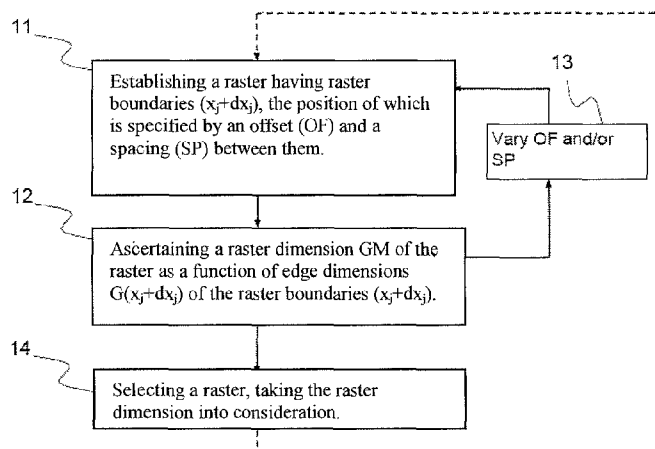 11
Establishing a raster having raster
boundaries (xj+dxj), the position of which
is specified by an offset (OF) and a
spacing (SP) between them.
13
Vary OF and/or
SP
12
Ascertaining a raster dimension GM of the
raster as a function of edge dimensions
G(xj+dxj) of the raster boundaries (xj+dxj).
14
Selecting a raster, taking the raster
dimension into consideration.